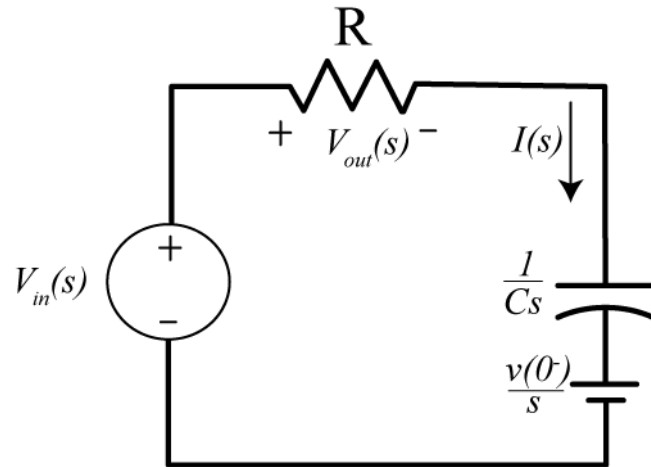 R
+ V_out(s) -
I(s)
V_in(s)
+
-
1
Cs
v(0-)
s